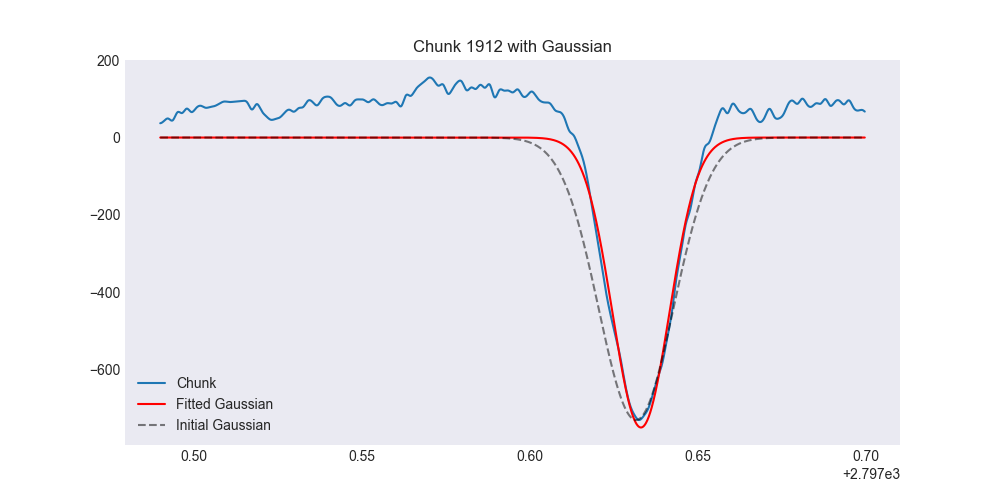 Chunk 1912 with Gaussian
200
0
−200
−400
−600
Chunk
Fitted Gaussian
Initial Gaussian
0.50 0.55 0.60 0.65 0.70
+2.797e3